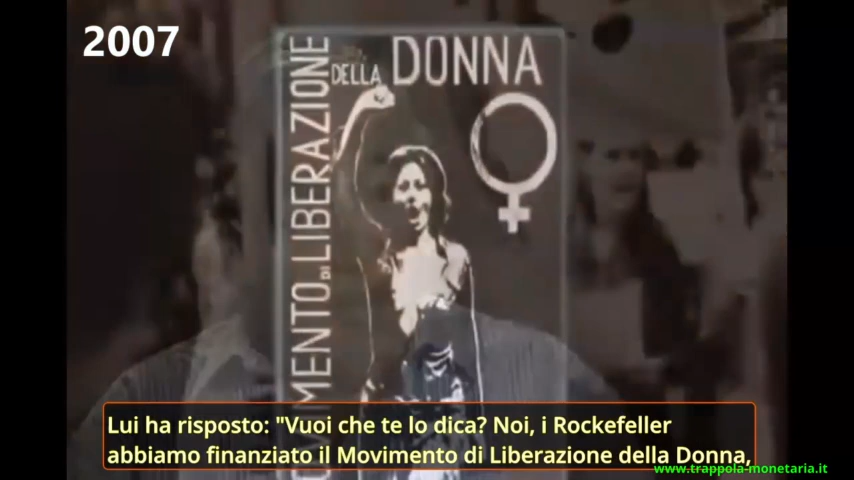 2007
MOVIMENTO DI LIBERAZIONE
DELLA DONNA
Lui ha risposto: "Vuoi che te lo dica? Noi, i Rockefeller
abbiamo finanziato il Movimento di Liberazione della Donna,
www.trappola-monetaria.it